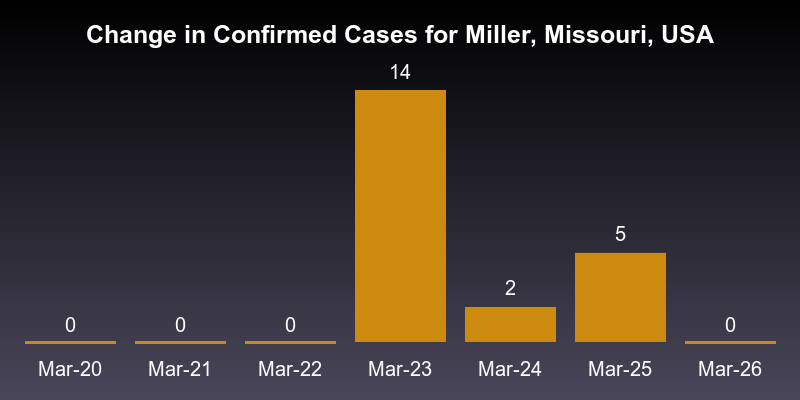 Change in Confirmed Cases for Miller, Missouri, USA
14
5
2
0 0 0 0
Mar-20 Mar-21 Mar-22 Mar-23 Mar-24 Mar-25 Mar-26